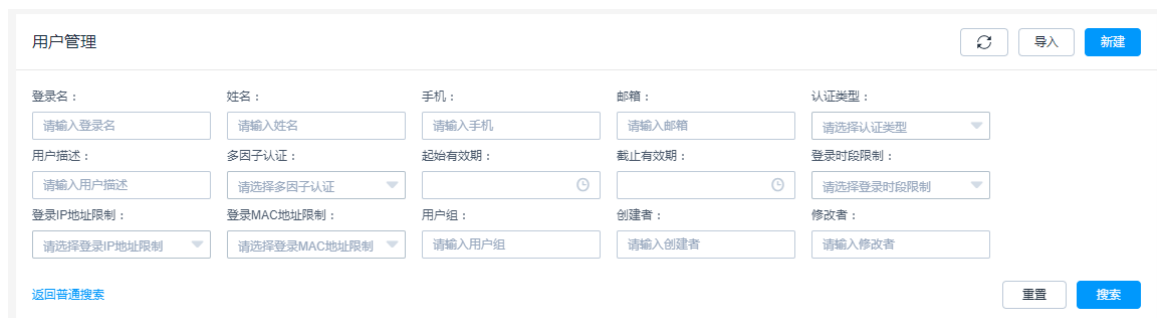 用户管理 导入 新建
登录名： 姓名： 手机： 邮箱： 认证类型：
请输入登录名 请输入姓名 请输入手机 请输入邮箱 请选择认证类型
用户描述： 多因子认证： 起始有效期： 截止有效期： 登录时段限制：
请输入用户描述 请选择多因子认证 请选择登录时段限制
登录IP地址限制： 登录MAC地址限制： 用户组： 创建者： 修改者：
请选择登录IP地址限制 请选择登录MAC地址限制 请输入用户组 请输入创建者 请输入修改者
返回普通搜索 重置 搜索